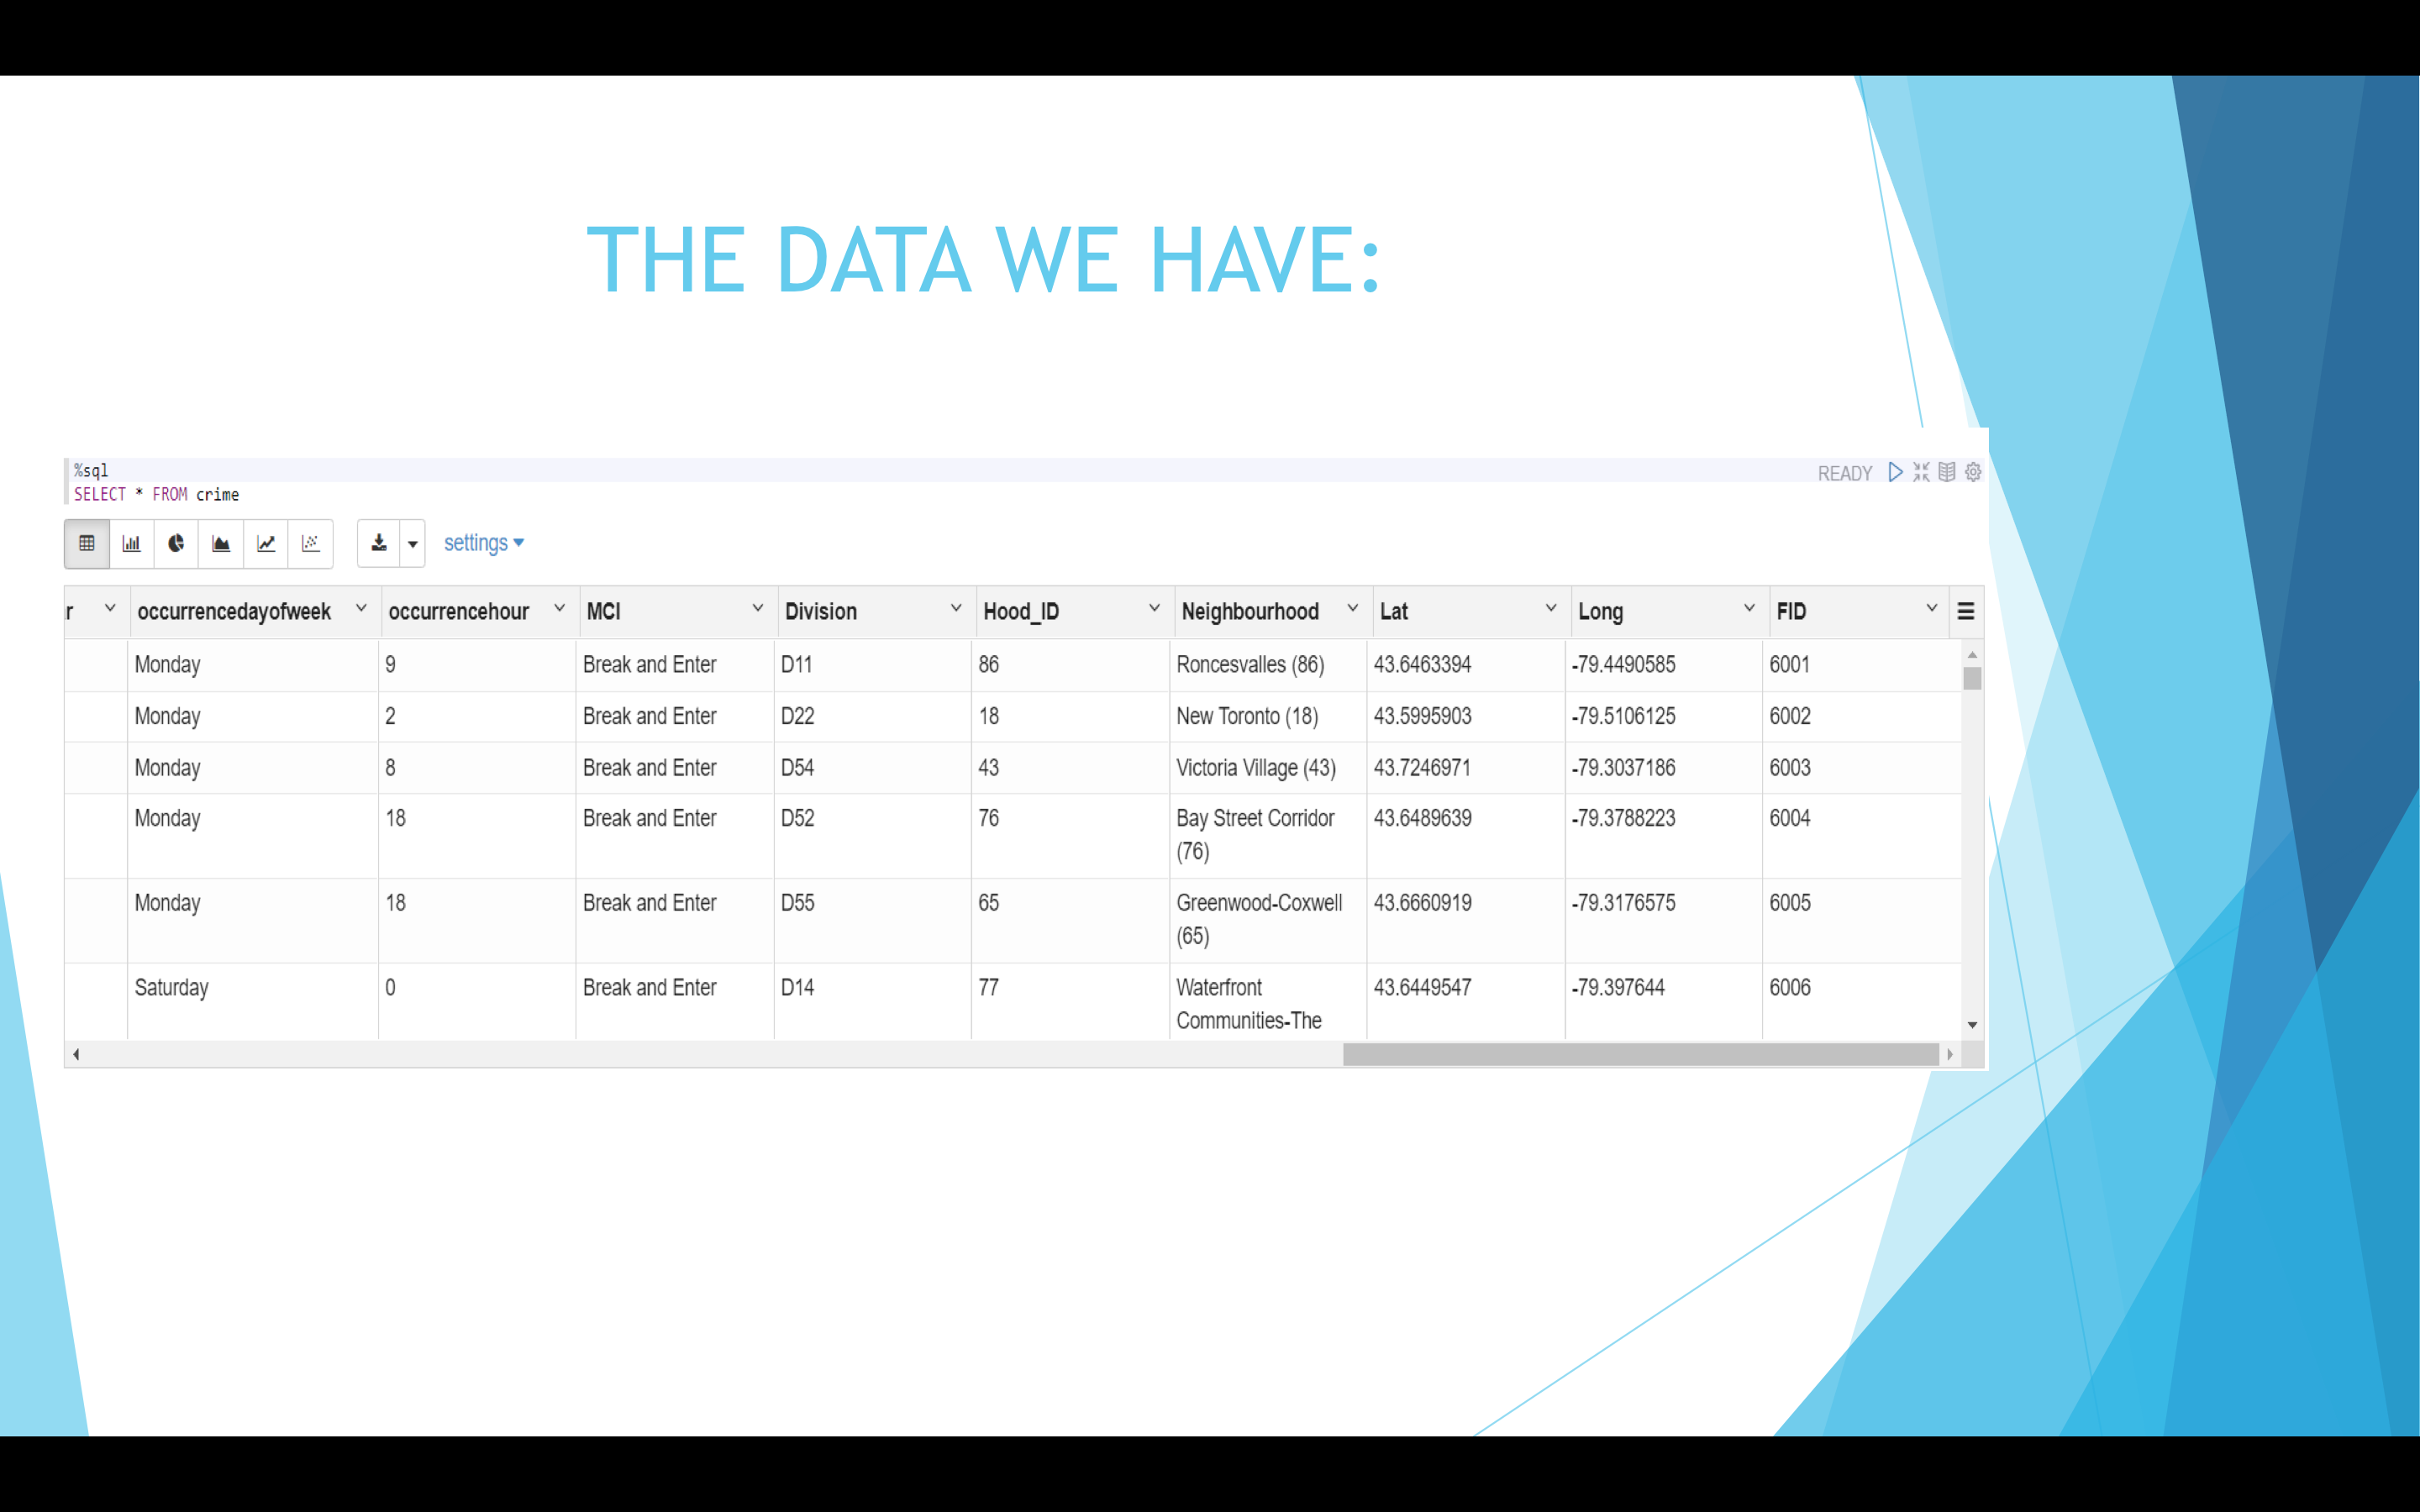 THE DATA WE HAVE:
%sql
READY
SELECT * FROM crime
settings
r occurrencedayofweek occurrencehour MCI Division Hood_ID Neighbourhood Lat Long FID
Monday 9 Break and Enter D11 86 Roncesvalles (86) 43.6463394 -79.4490585 6001
Monday 2 Break and Enter D22 18 New Toronto (18) 43.5995903 -79.5106125 6002
Monday 8 Break and Enter D54 43 Victoria Village (43) 43.7246971 -79.3037186 6003
Monday 18 Break and Enter D52 76 Bay Street Corridor 43.6489639 -79.3788223 6004
(76)
Monday 18 Break and Enter D55 65 Greenwood-Coxwell 43.6660919 -79.3176575 6005
(65)
Saturday 0 Break and Enter D14 77 Waterfront 43.6449547 -79.397644 6006
Communities-The